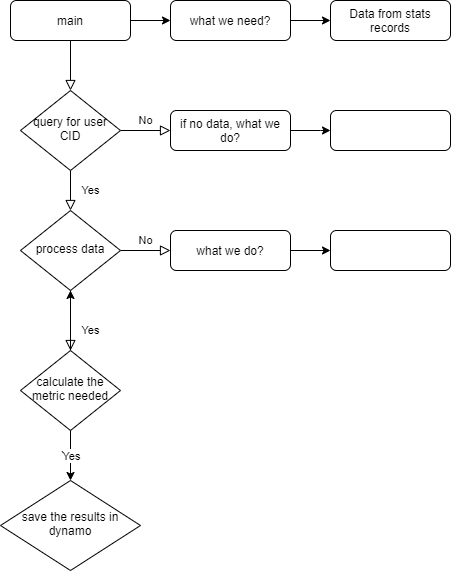 main
what we need?
Data from stats
records
query for user
CID
No
if no data, what we
do?
Yes
process data
No
what we do?
Yes
calculate the
metric needed
Yes
save the results in
dynamo